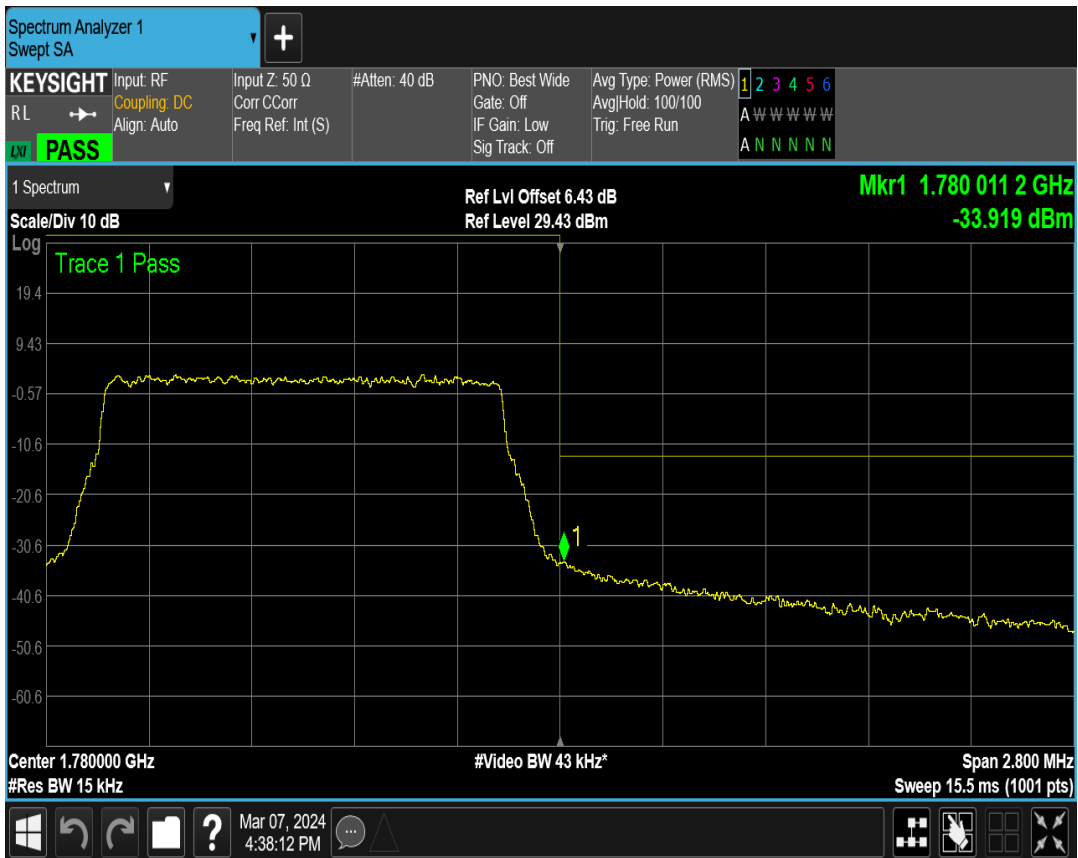 Spectrum Analyzer 1
Swept SA
+
KEYSIGHT
RL
LXI
PASS
Input: RF
Coupling: DC
Align: Auto
Input Z: 50 Ω
Corr CCorr
Freq Ref: Int (S)
#Atten: 40 dB
PNO: Best Wide
Gate: Off
IF Gain: Low
Sig Track: Off
Avg Type: Power (RMS)
Avg|Hold: 100/100
Trig: Free Run
1 2 3 4 5 6
A W W W W W
A N N N N N
1 Spectrum
Scale/Div 10 dB
Ref Lvl Offset 6.43 dB
Ref Level 29.43 dBm
Mkr1 1.780 011 2 GHz
-33.919 dBm
Log
Trace 1 Pass
19.4
9.43
-0.57
-10.6
-20.6
-30.6
1
-40.6
-50.6
-60.6
Center 1.780000 GHz
#Video BW 43 kHz*
Span 2.800 MHz
#Res BW 15 kHz
Sweep 15.5 ms (1001 pts)
?
Mar 07, 2024
4:38:12 PM